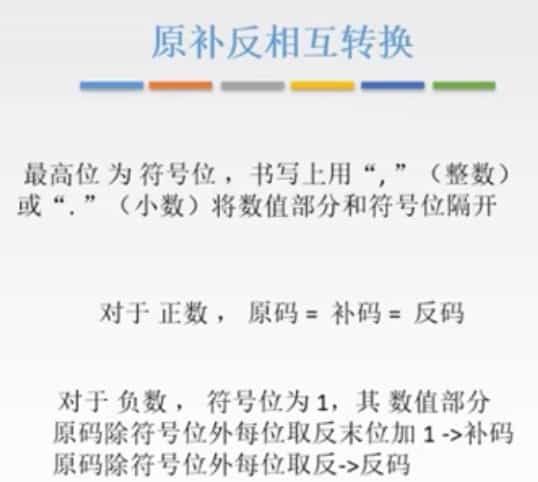 原补反相互转换
最高位 为 符号位 ，书写上用“，”（整数）
或“. ”（小数）将数值部分和符号位隔开
对于 正数 ， 原码 = 补码 = 反码
对于 负数 ， 符号位为 1，其 数值部分
原码除符号位外每位取反末位加 1 ->补码
原码除符号位外每位取反->反码